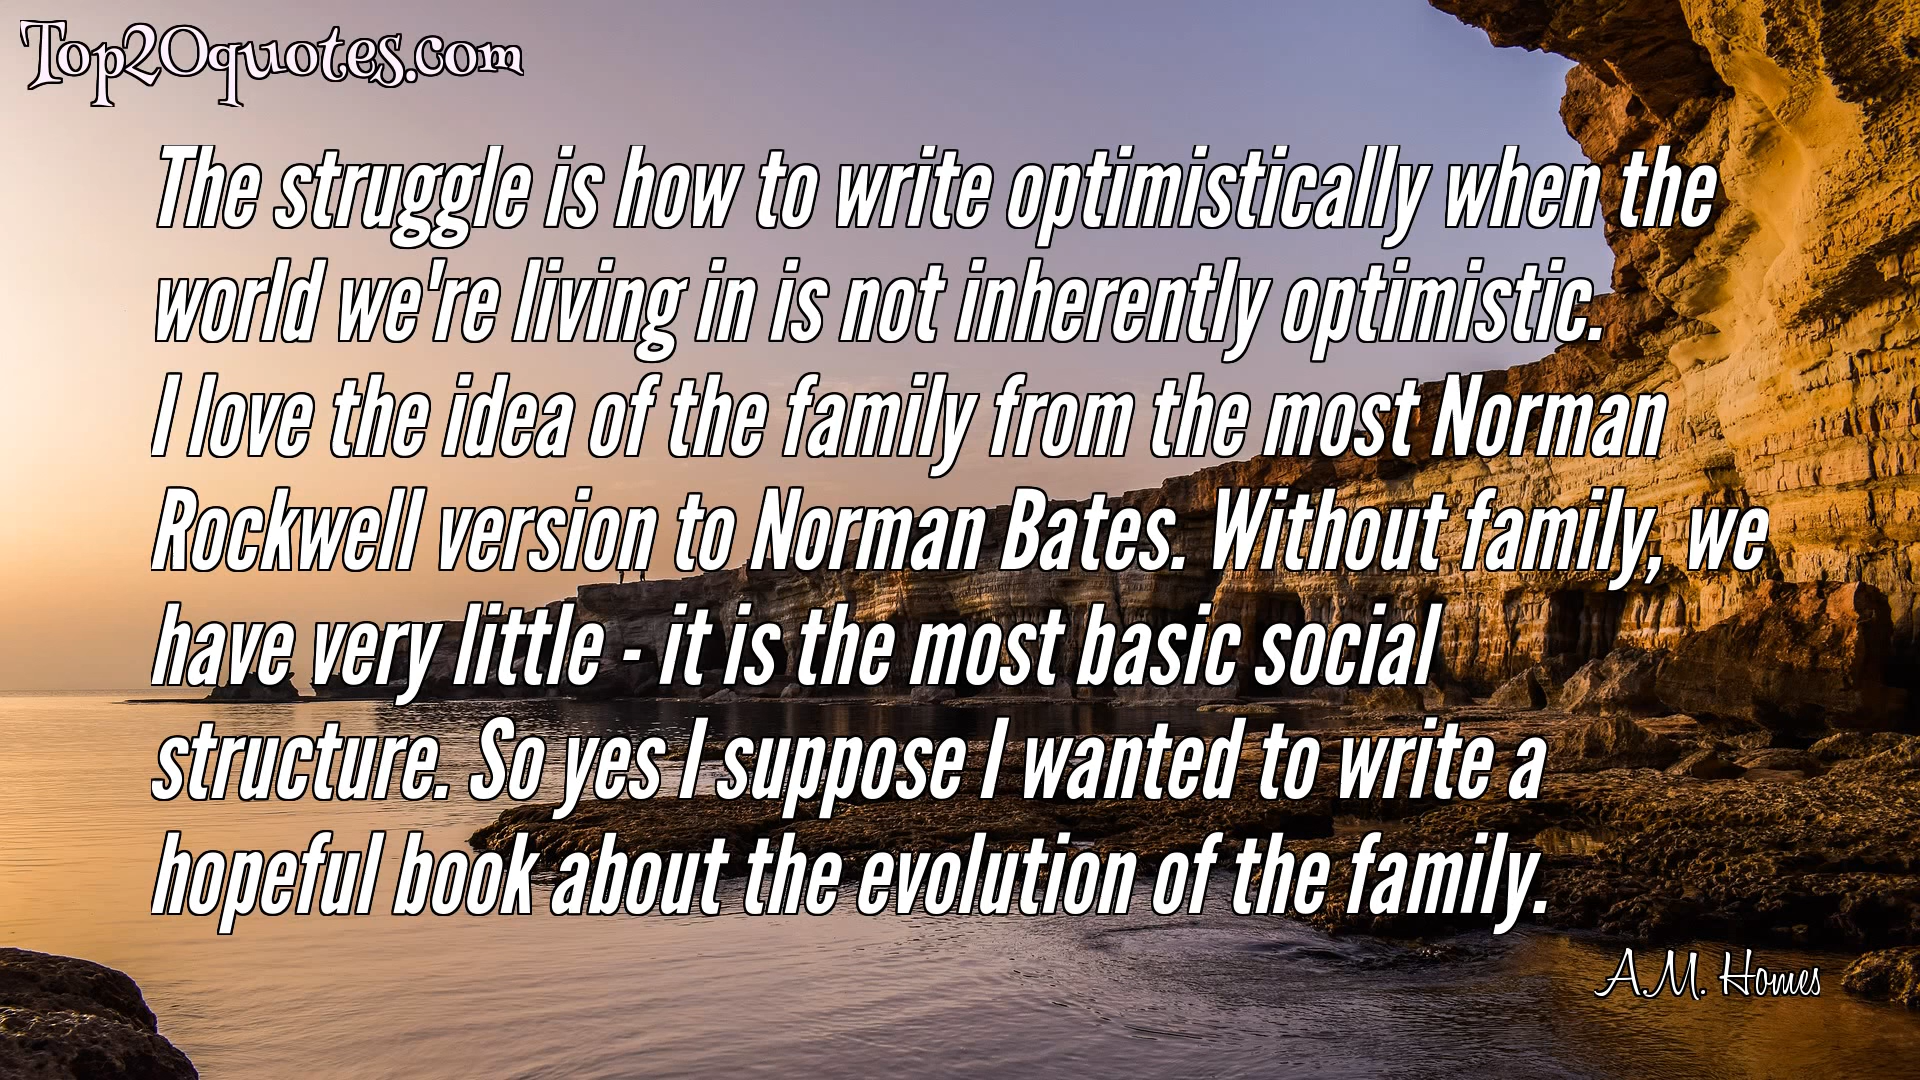 Top20quotes.com
The struggle is how to write optimistically when the
world we're living in is not inherently optimistic.
I love the idea of the family from the most Norman
Rockwell version to Norman Bates. Without family, we
have very little - it is the most basic social
structure. So yes I suppose I wanted to write a
hopeful book about the evolution of the family.
A.M. Homes